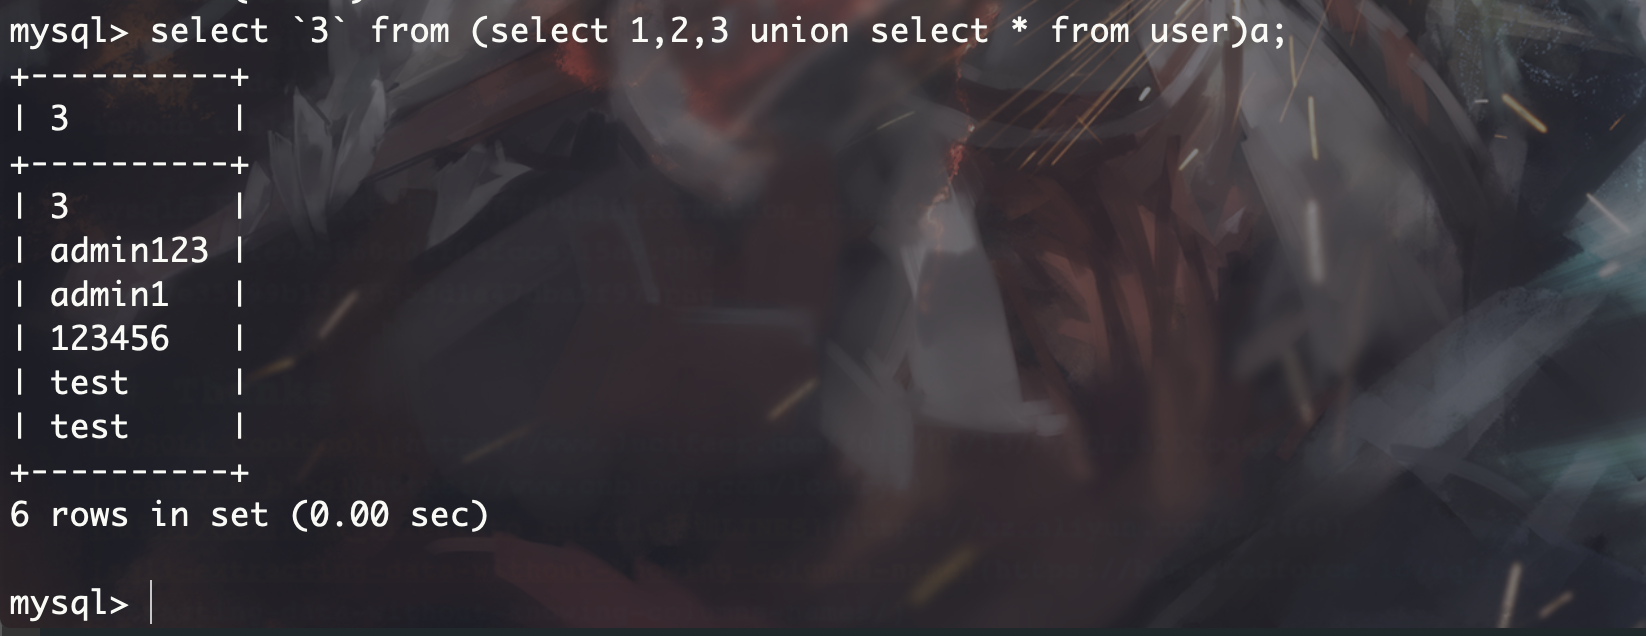 mysql> select `3` from (select 1,2,3 union select * from user)a;
+----------+
| 3        |
+----------+
| 3        |
| admin123 |
| admin1   |
| 123456   |
| test     |
| test     |
+----------+
6 rows in set (0.00 sec)
mysql>